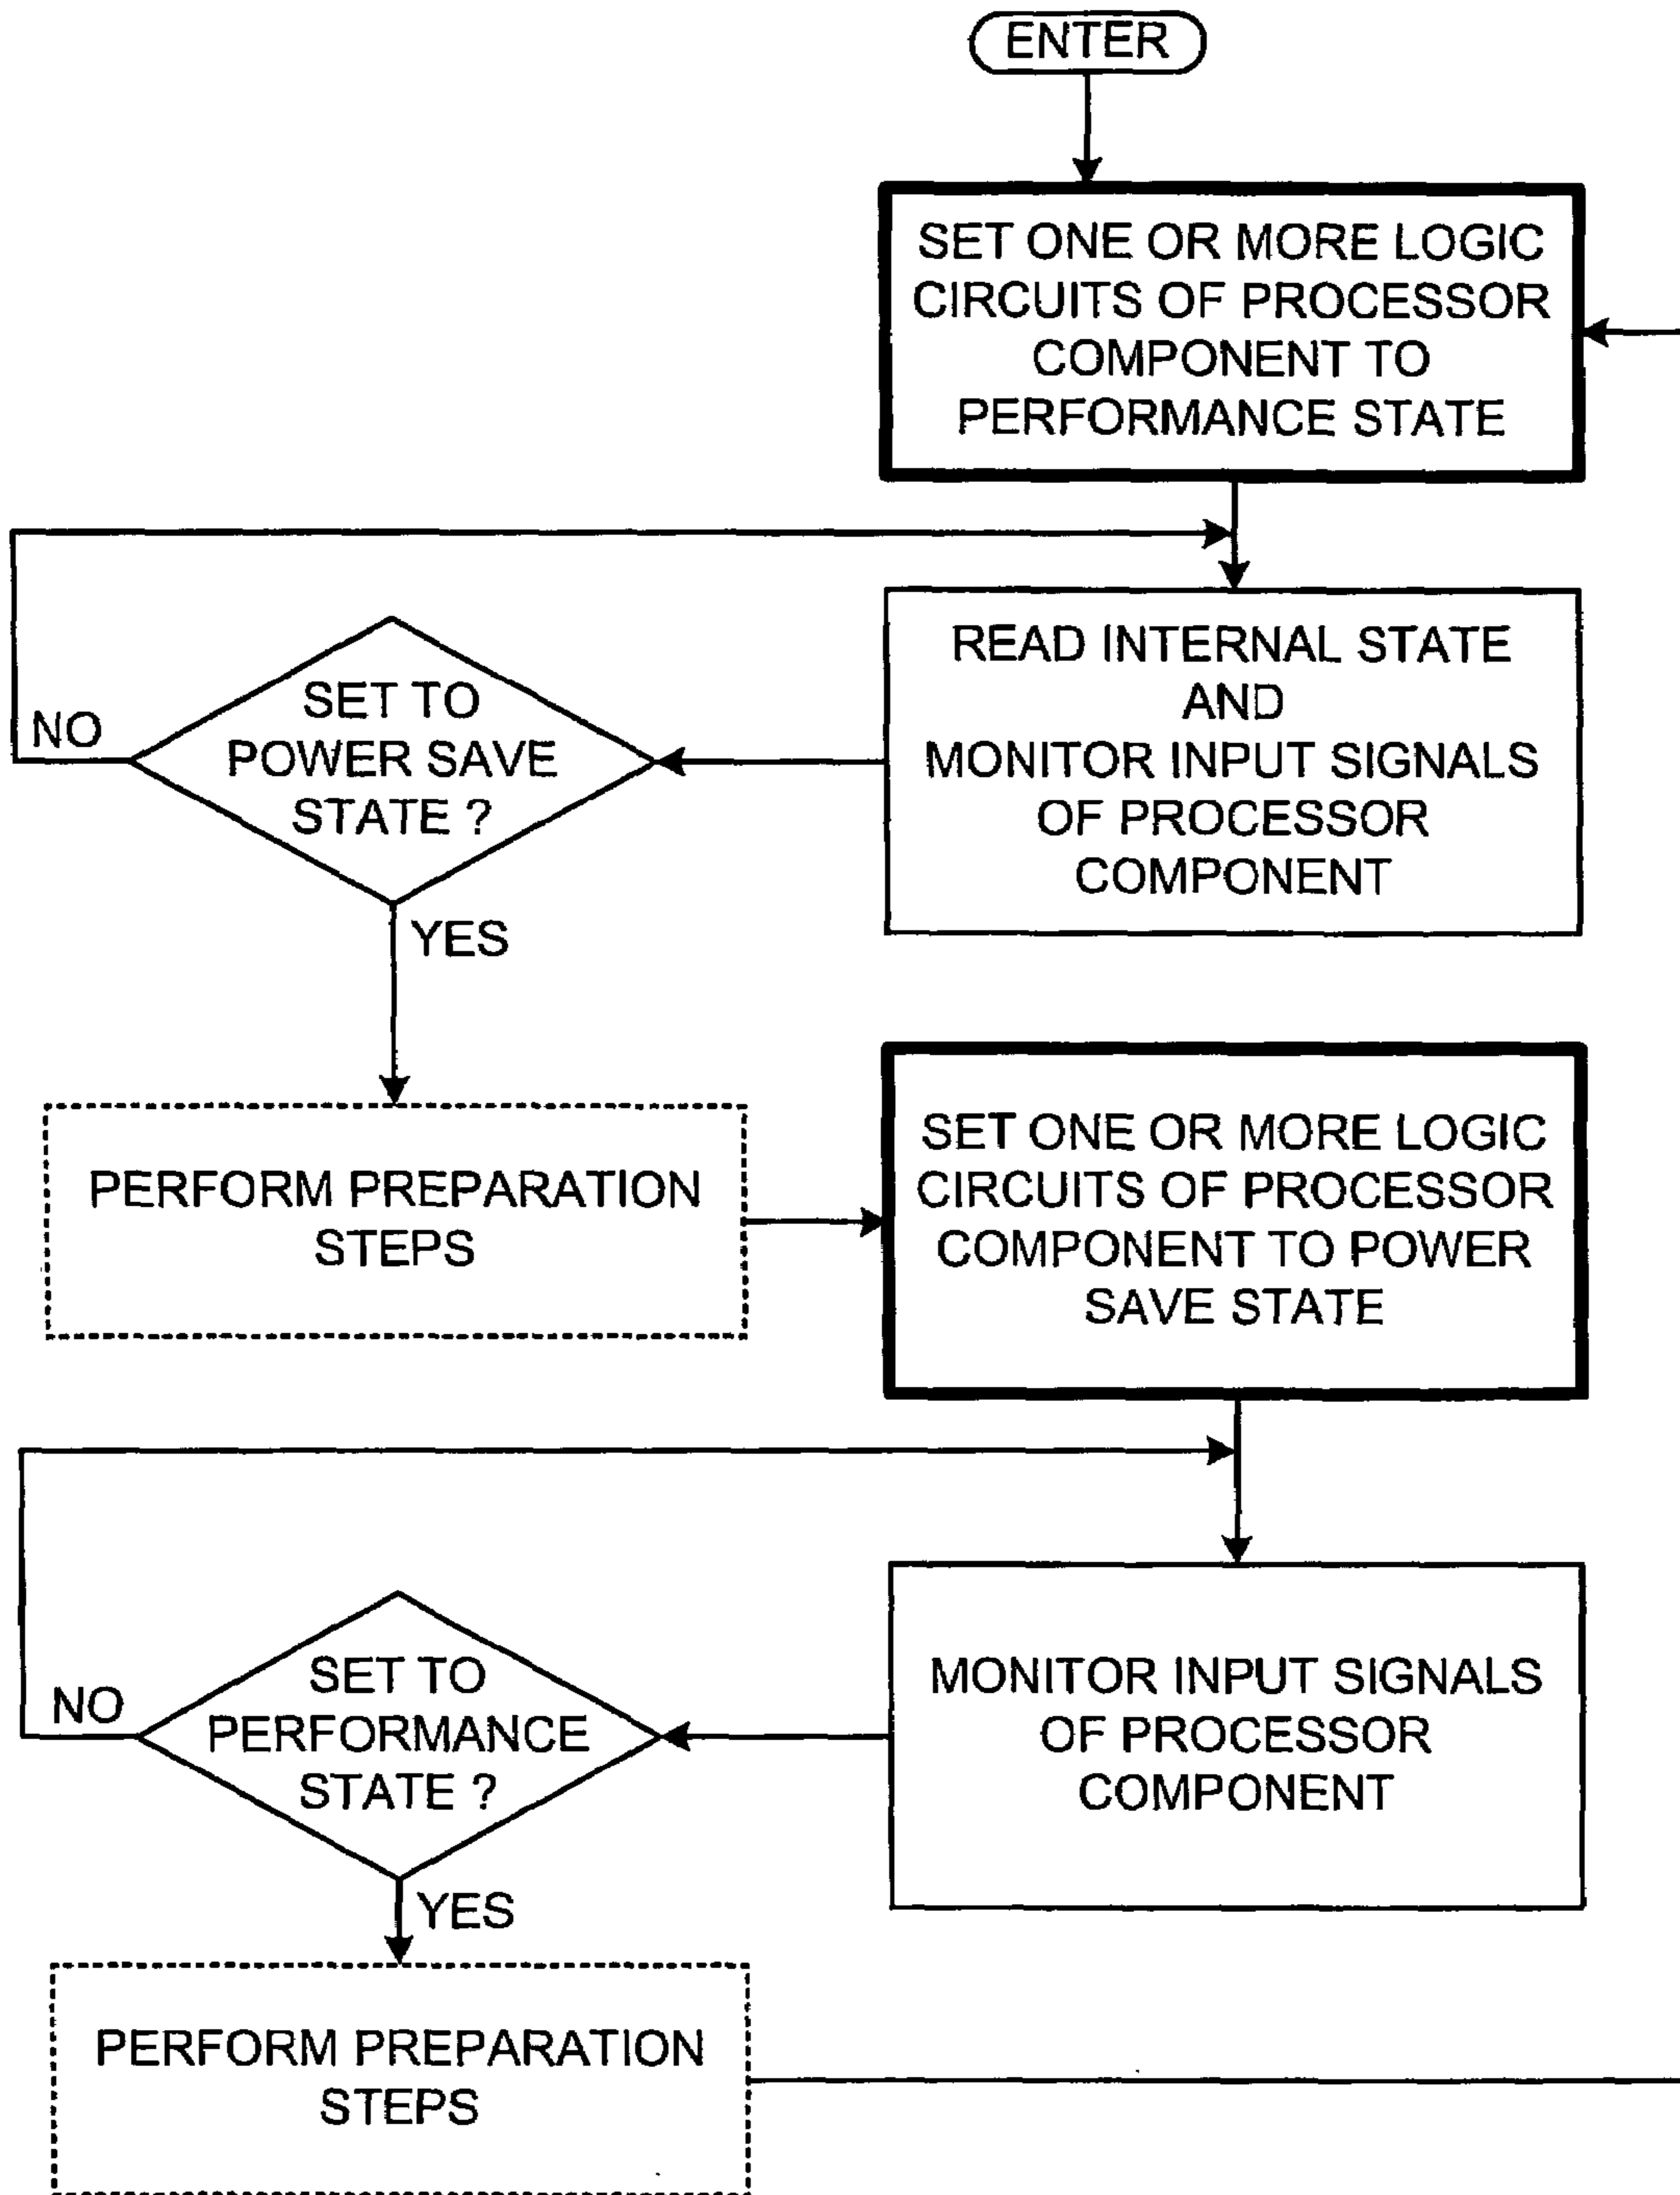 ENTER
SET ONE OR MORE LOGIC
CIRCUITS OF PROCESSOR
COMPONENT TO
PERFORMANCE STATE
READ INTERNAL STATE
AND
MONITOR INPUT SIGNALS
OF PROCESSOR
COMPONENT
SET TO
POWER SAVE
STATE ?
NO
YES
PERFORM PREPARATION
STEPS
SET ONE OR MORE LOGIC
CIRCUITS OF PROCESSOR
COMPONENT TO POWER
SAVE STATE
MONITOR INPUT SIGNALS
OF PROCESSOR
COMPONENT
SET TO
PERFORMANCE
STATE ?
NO
YES
PERFORM PREPARATION
STEPS